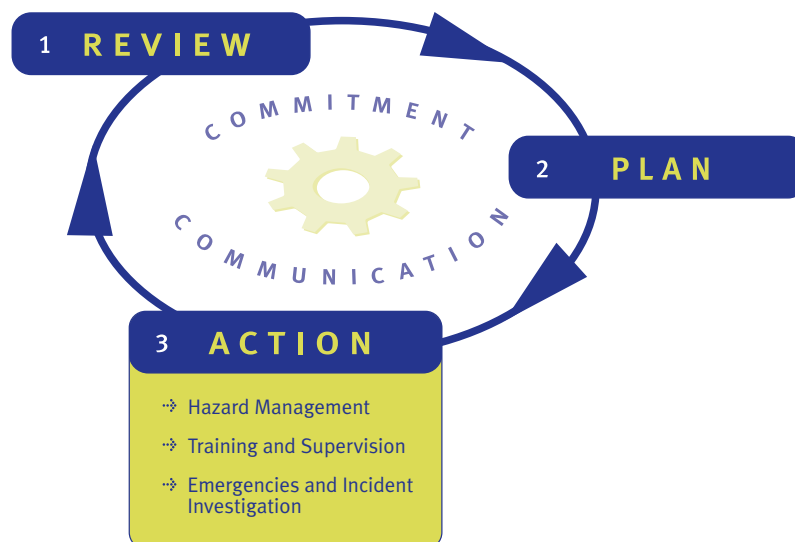 1 REVIEW
COMMITMENT
2 PLAN
COMMUNICATION
3 ACTION
Hazard Management
Training and Supervision
Emergencies and Incident
Investigation